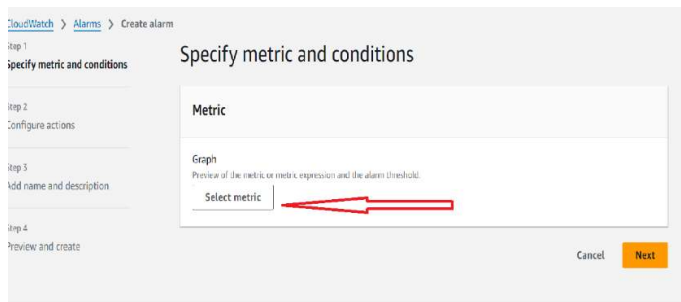 CloudWatch > Alarms > Create alarm
Step 1
Specify metric and conditions
Step 2
Configure actions
Step 3
Add name and description
Step 4
Preview and create
Specify metric and conditions
Metric
Graph
Preview of the metric or metric expression and the alarm threshold.
Select metric
Cancel
Next